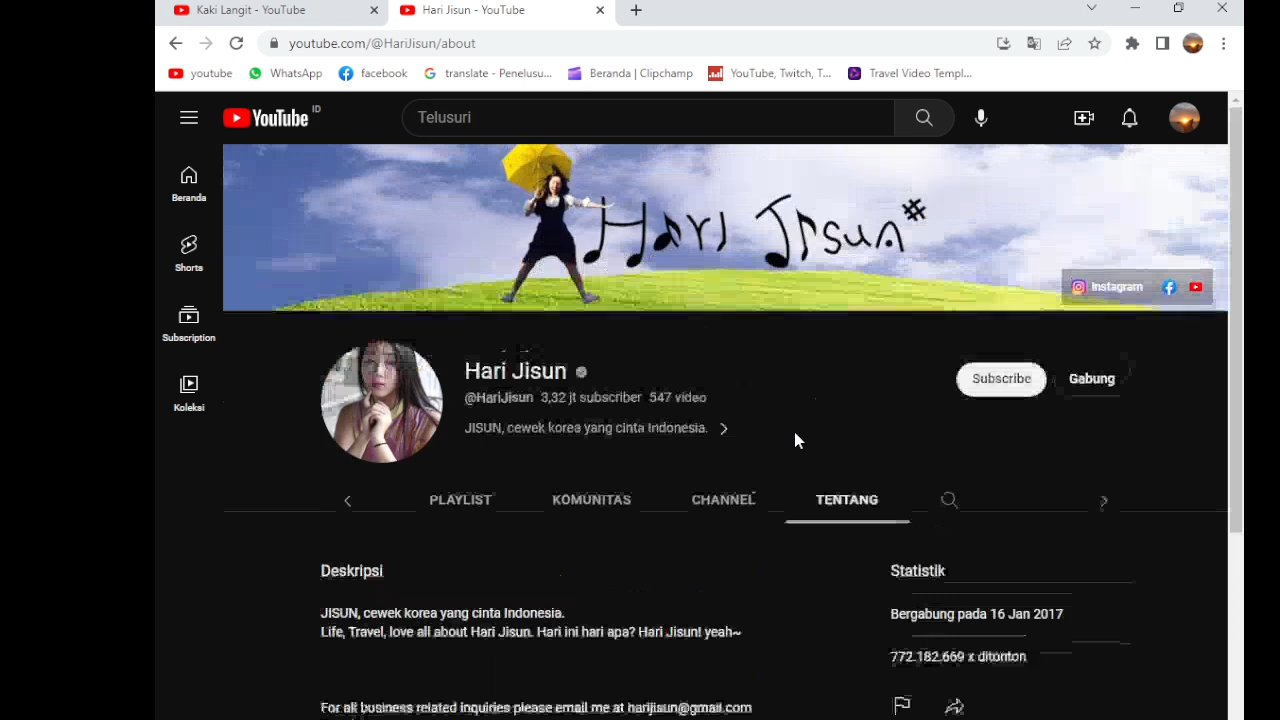 Kaki Langit - YouTube
Hari Jisun - YouTube
youtube.com/@HariJisun/about
youtube
WhatsApp
facebook
translate - Penelusu...
Beranda | Clipchamp
YouTube, Twitch, T...
Travel Video Templ...
YouTube ID
Telusuri
Beranda
Shorts
Subscription
Koleksi
Hari Jisun#
Instagram
Hari Jisun
@HariJisun 3,32 jt subscriber 547 video
JISUN, cewek korea yang cinta Indonesia.
Subscribe
Gabung
PLAYLIST
KOMUNITAS
CHANNEL
TENTANG
Deskripsi
JISUN, cewek korea yang cinta Indonesia.
Life, Travel, love all about Hari Jisun. Hari ini hari apa? Hari Jisun! yeah~
For all business related inquiries please email me at harijisun@gmail.com
Statistik
Bergabung pada 16 Jan 2017
772.182.669 x ditonton